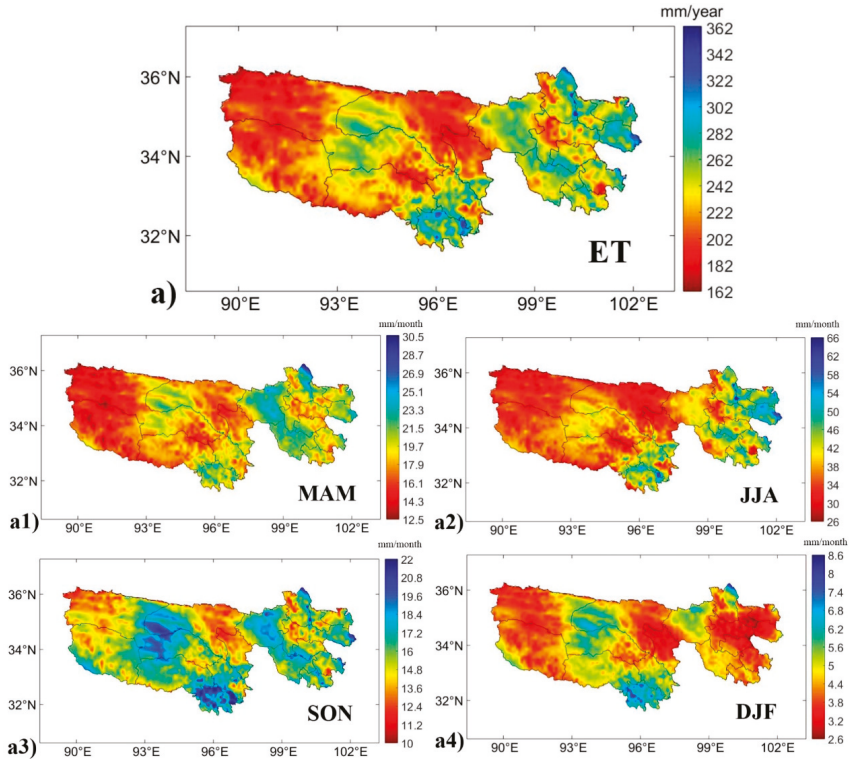 mm/year
362
342
322
302
282
262
242
222
202
182
162
36°N
34°N
32°N
ET
a)
90°E 93°E 96°E 99°E 102°E
mm/month
30.5
28.7
26.9
25.1
23.3
21.5
19.7
17.9
16.1
14.3
12.5
36°N
34°N
32°N
MAM
a1)
90°E 93°E 96°E 99°E 102°E
mm/month
66
62
58
54
50
46
42
38
34
30
26
36°N
34°N
32°N
JJA
a2)
90°E 93°E 96°E 99°E 102°E
mm/month
22
20.8
19.6
18.4
17.2
16
14.8
13.6
12.4
11.2
10
36°N
34°N
32°N
SON
a3)
90°E 93°E 96°E 99°E 102°E
mm/month
8.6
8
7.4
6.8
6.2
5.6
5
4.4
3.8
3.2
2.6
36°N
34°N
32°N
DJF
a4)
90°E 93°E 96°E 99°E 102°E